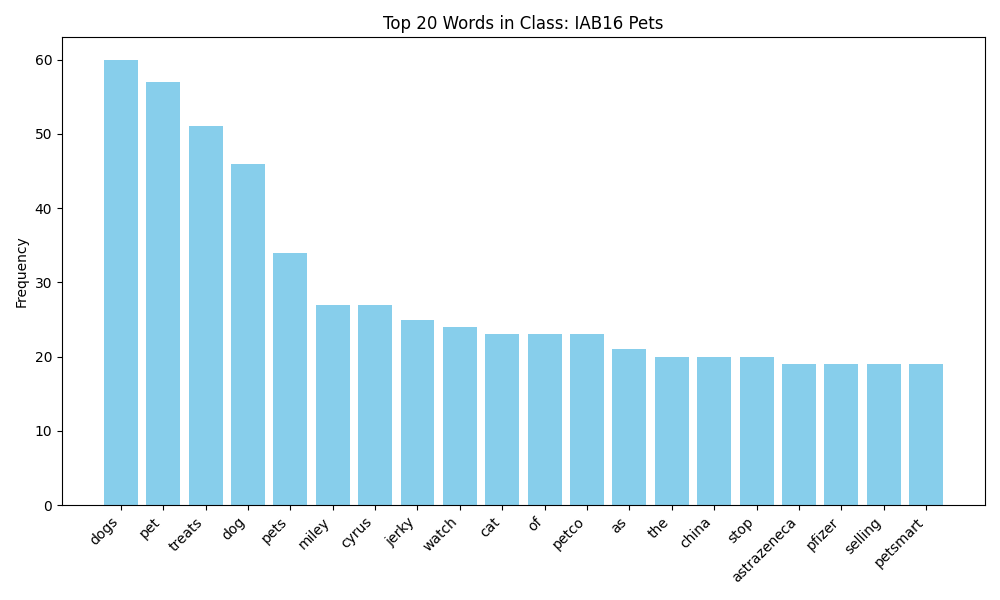 Top 20 Words in Class: IAB16 Pets
Frequency
60
50
40
30
20
10
0
dogs
pet
treats
dog
pets
miley
cyrus
jerky
watch
cat
of
petco
as
the
china
stop
astrazeneca
pfizer
selling
petsmart